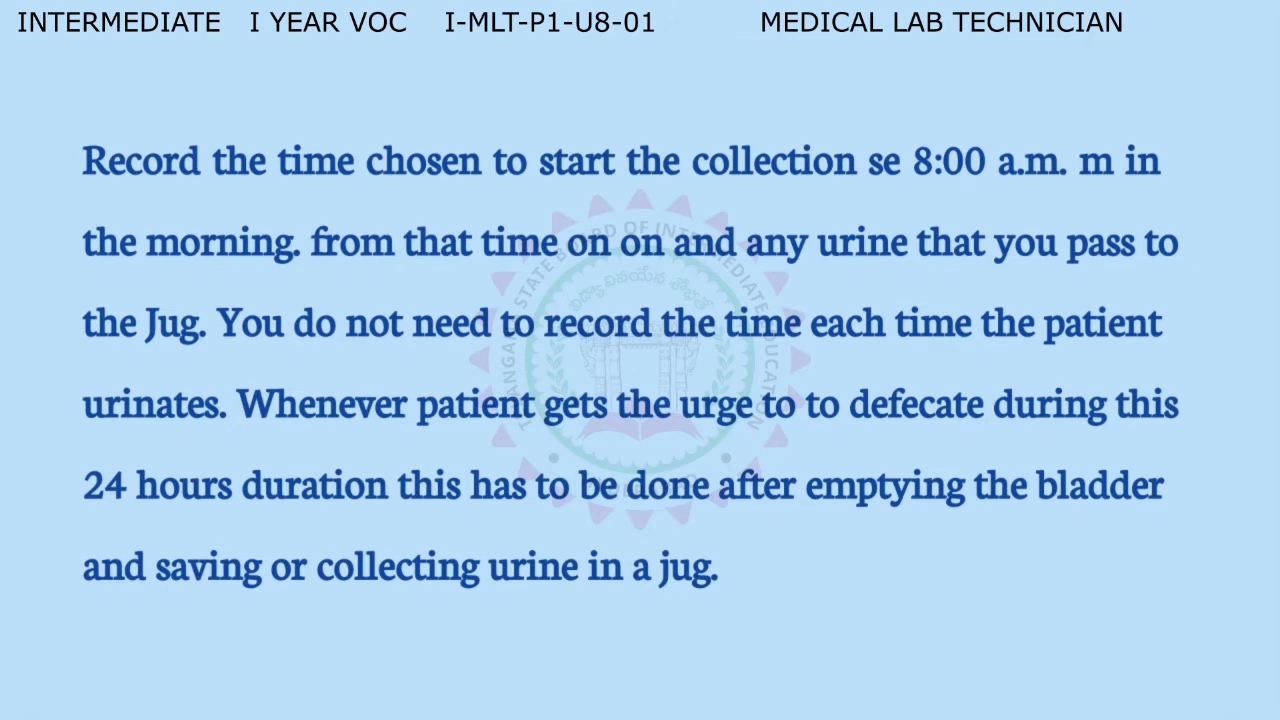 INTERMEDIATE I YEAR VOC I-MLT-P1-U8-01 MEDICAL LAB TECHNICIAN
Record the time chosen to start the collection se 8:00 a.m. m in
the morning. from that time on on and any urine that you pass to
the Jug. You do not need to record the time each time the patient
urinates. Whenever patient gets the urge to to defecate during this
24 hours duration this has to be done after emptying the bladder
and saving or collecting urine in a jug.